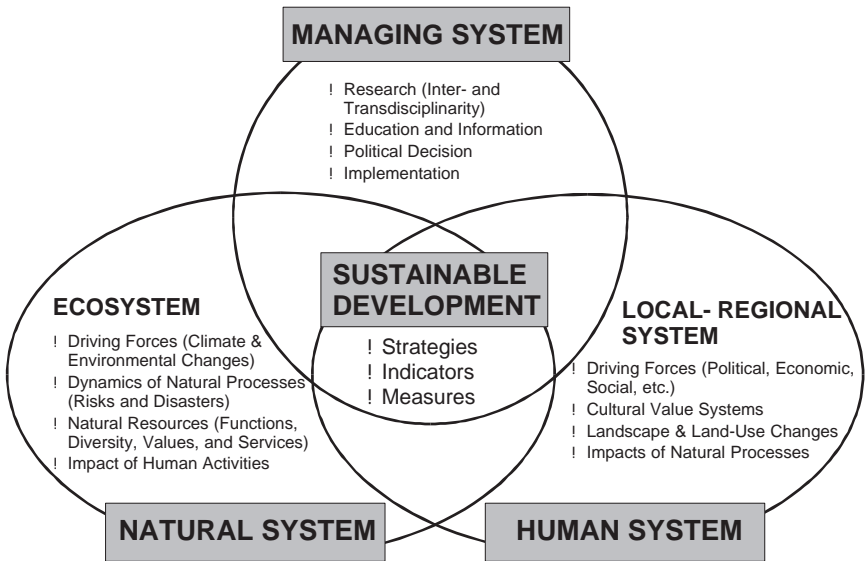 MANAGING SYSTEM
! Research (Inter- and
Transdisciplinarity)
! Education and Information
! Political Decision
! Implementation
SUSTAINABLE
DEVELOPMENT
! Strategies
! Indicators
! Measures
ECOSYSTEM
! Driving Forces (Climate &
Environmental Changes)
! Dynamics of Natural Processes
(Risks and Disasters)
! Natural Resources (Functions,
Diversity, Values, and Services)
! Impact of Human Activities
LOCAL- REGIONAL
SYSTEM
! Driving Forces (Political, Economic,
Social, etc.)
! Cultural Value Systems
! Landscape & Land-Use Changes
! Impacts of Natural Processes
NATURAL SYSTEM
HUMAN SYSTEM